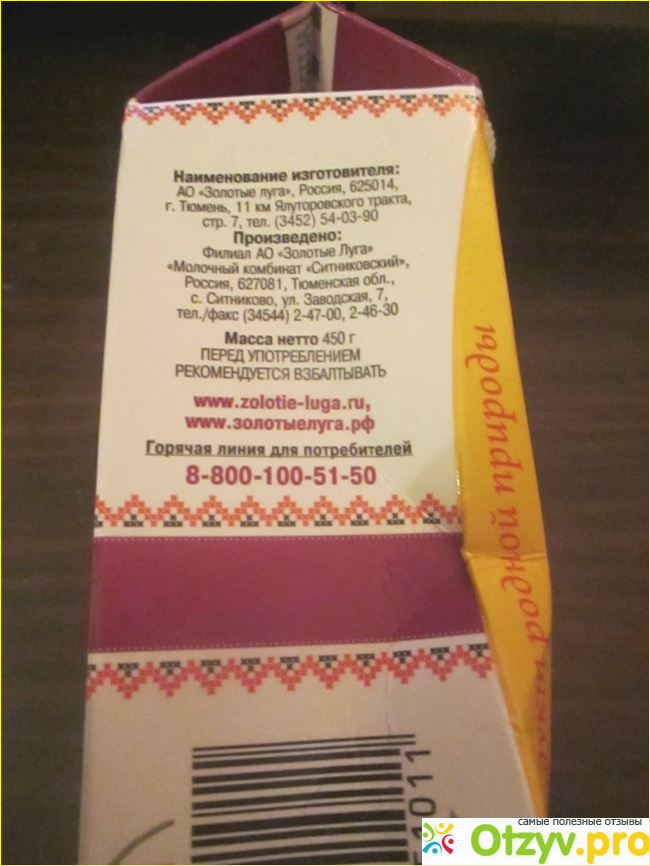 Наименование изготовителя:
АО «Золотые луга», Россия, 625014,
г. Тюмень, 11 км Ялуторовского тракта,
стр. 7, тел. (3452) 54-03-90
Произведено:
Филиал АО «Золотые Луга»
«Молочный комбинат «Ситниковский»,
Россия, 627081, Тюменская обл.,
с. Ситниково, ул. Заводская, 7,
тел./факс (34544) 2-47-00, 2-46-30
Масса нетто 450 г
ПЕРЕД УПОТРЕБЛЕНИЕМ
РЕКОМЕНДУЕТСЯ ВЗБАЛТЫВАТЬ
www.zolotie-luga.ru,
www.золотыелуга.рф
Горячая линия для потребителей
8-800-100-51-50
родной природы
1011
самые полезные отзывы
Otzyv.pro